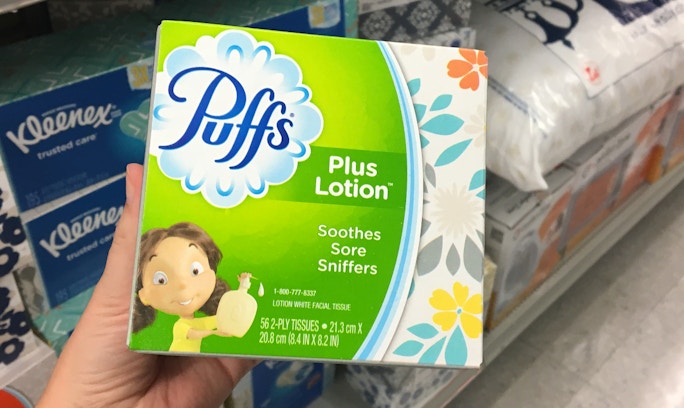 Puffs®
Plus
Lotion™
Soothes
Sore
Sniffers
1-800-777-8337
LOTION WHITE FACIAL TISSUE
56 2-PLY TISSUES • 21.3 cm X
20.8 cm (8.4 IN X 8.2 IN)
Kleenex
trusted care
Kleenex
trusted care